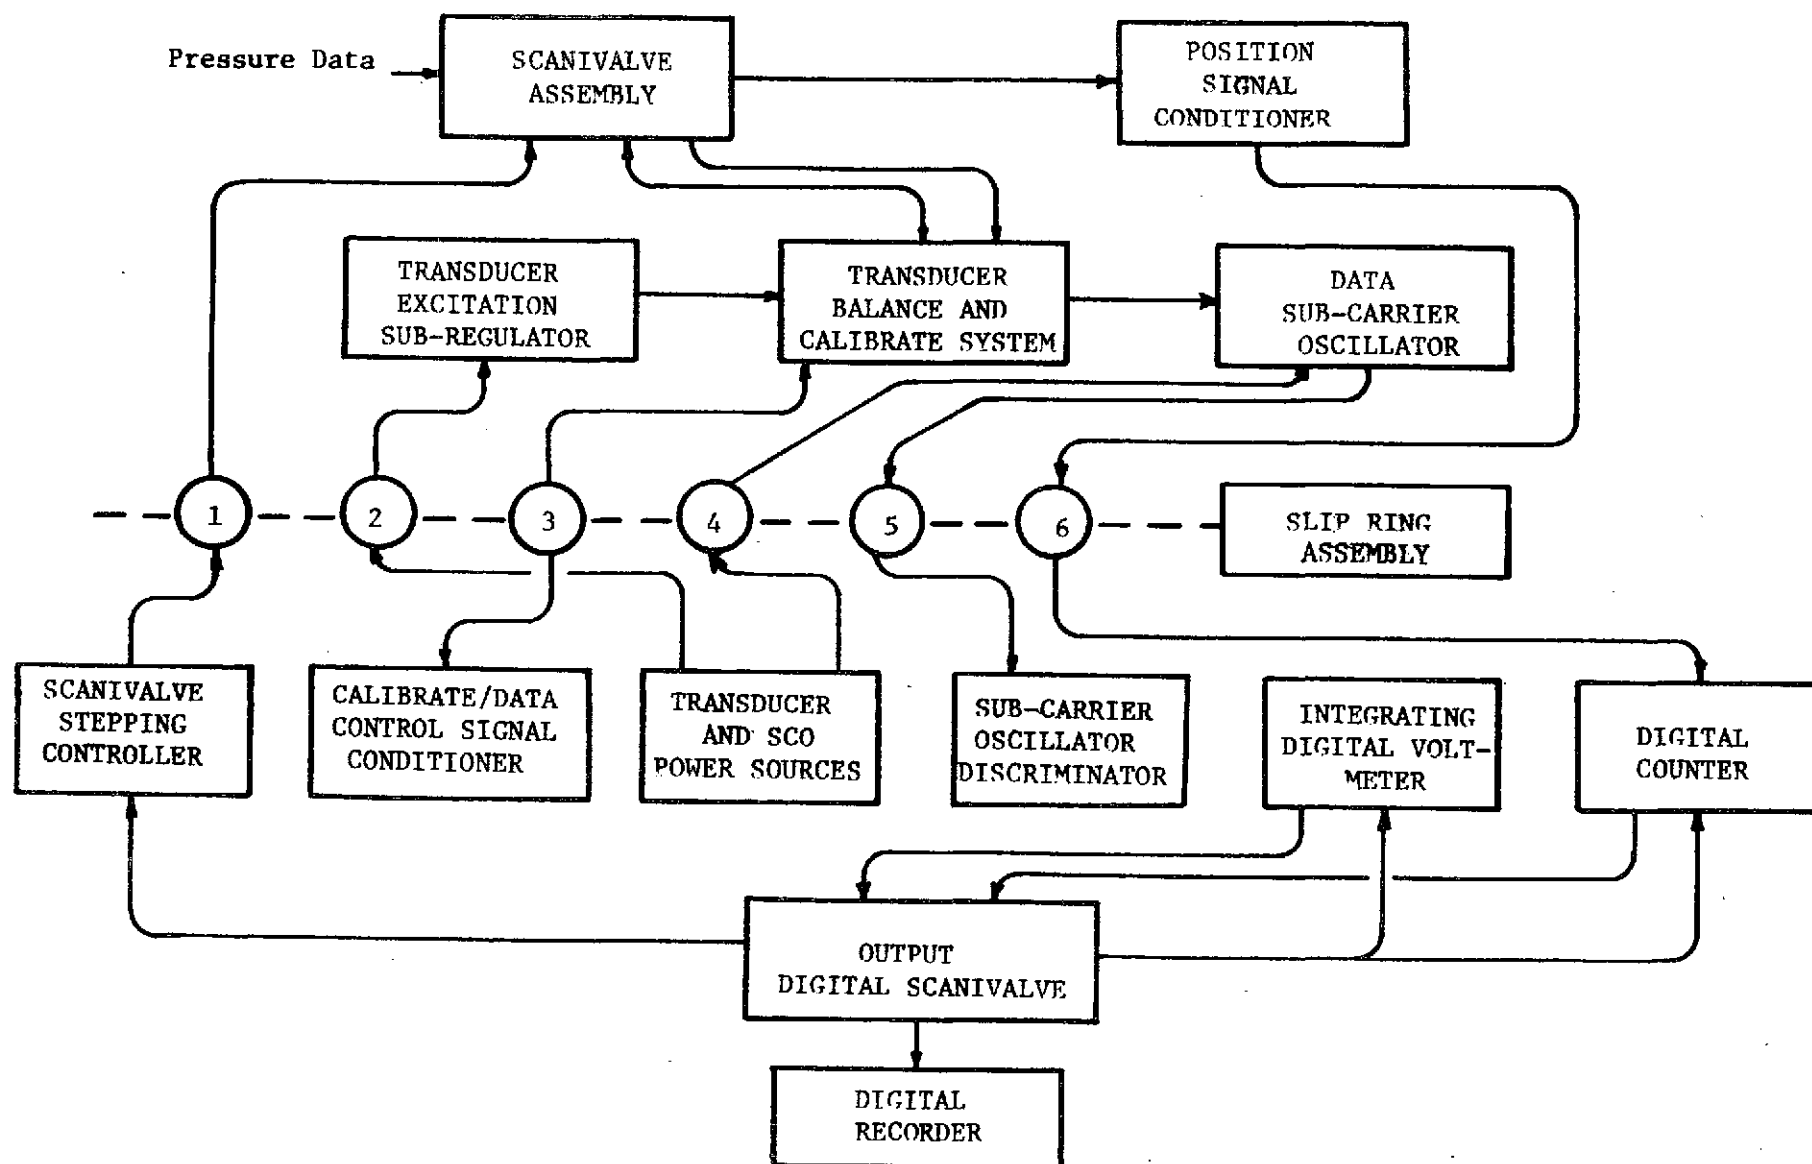 Pressure Data
SCANIVALVE
ASSEMBLY
POSITION
SIGNAL
CONDITIONER
TRANSDUCER
EXCITATION
SUB-REGULATOR
TRANSDUCER
BALANCE AND
CALIBRATE SYSTEM
DATA
SUB-CARRIER
OSCILLATOR
1
2
3
4
5
6
SLIP RING
ASSEMBLY
SCANIVALVE
STEPPING
CONTROLLER
CALIBRATE/DATA
CONTROL SIGNAL
CONDITIONER
TRANSDUCER
AND SCO
POWER SOURCES
SUB-CARRIER
OSCILLATOR
DISCRIMINATOR
INTEGRATING
DIGITAL VOLT-
METER
DIGITAL
COUNTER
OUTPUT
DIGITAL SCANIVALVE
DIGITAL
RECORDER